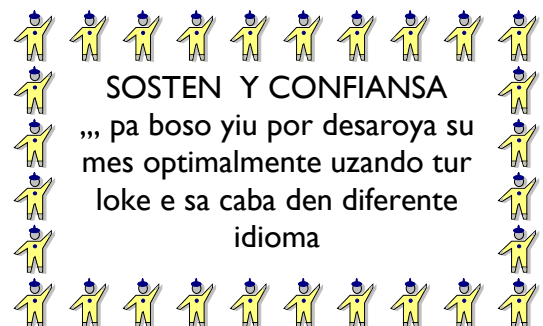 SOSTEN Y CONFIANSA
,,, pa boso yiu por desaroya su
mes optimalmente uzando tur
loke e sa caba den diferente
idioma